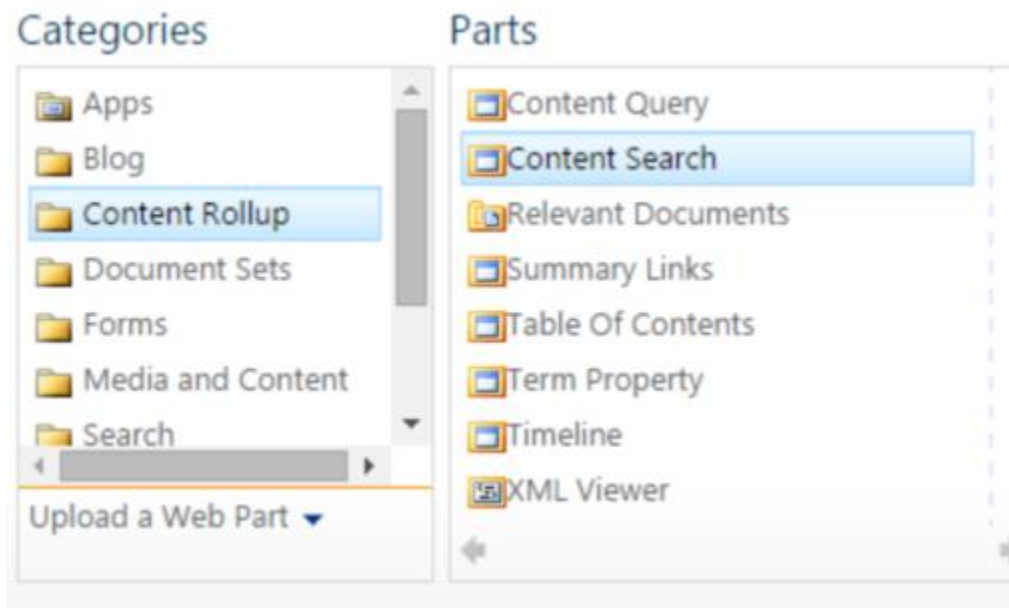 Categories
Apps
Blog
Content Rollup
Document Sets
Forms
Media and Content
Search
Upload a Web Part
Parts
Content Query
Content Search
Relevant Documents
Summary Links
Table Of Contents
Term Property
Timeline
XML Viewer